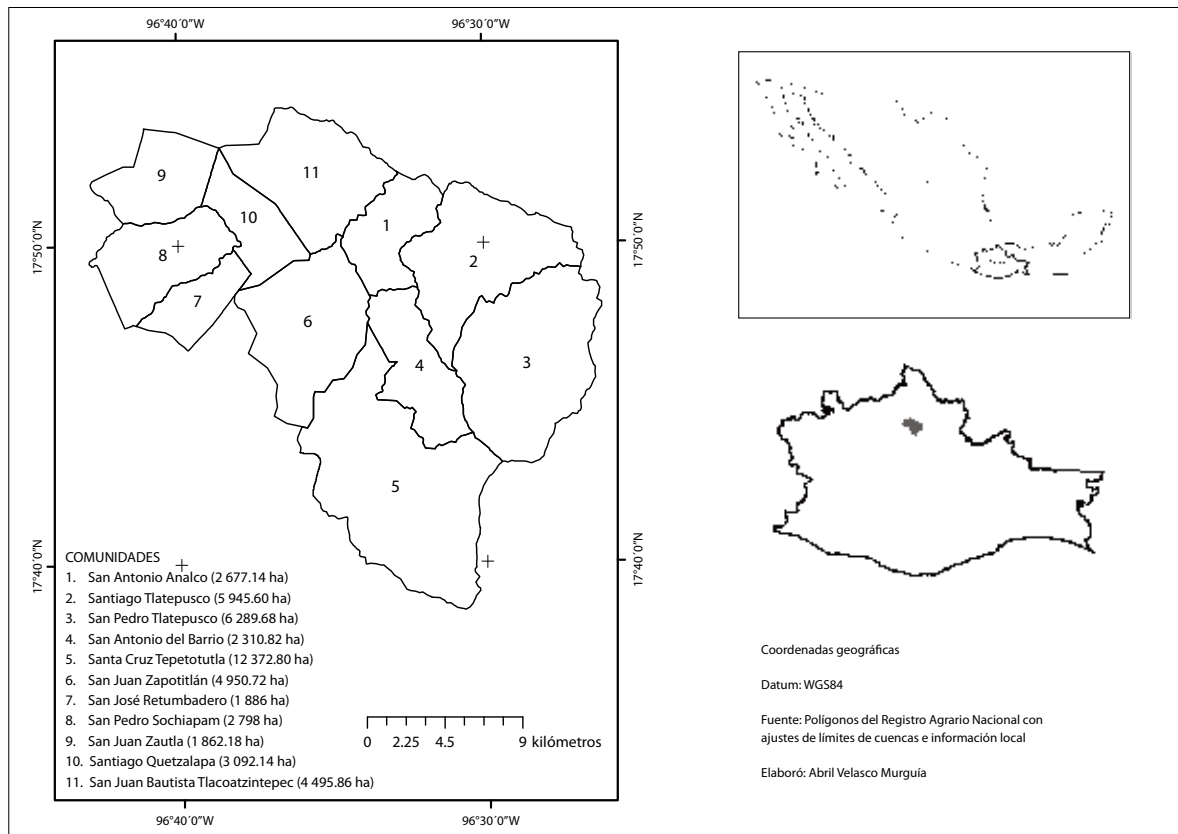 96°40´0˝W
96°30´0˝W
17°50´0˝N
17°50´0˝N
9
11
10
1
8
2
7
6
4
3
5
17°40´0˝N
17°40´0˝N
COMUNIDADES
1. San Antonio Analco (2 677.14 ha)
2. Santiago Tlatepusco (5 945.60 ha)
3. San Pedro Tlatepusco (6 289.68 ha)
4. San Antonio del Barrio (2 310.82 ha)
5. Santa Cruz Tepetotutla (12 372.80 ha)
6. San Juan Zapotitlán (4 950.72 ha)
7. San José Retumbadero (1 886 ha)
8. San Pedro Sochiapam (2 798 ha)
9. San Juan Zautla (1 862.18 ha)
10. Santiago Quetzalapa (3 092.14 ha)
11. San Juan Bautista Tlacoatzintepec (4 495.86 ha)
0 2.25 4.5 9 kilómetros
96°40´0˝W
96°30´0˝W
Coordenadas geográficas
Datum: WGS84
Fuente: Polígonos del Registro Agrario Nacional con
ajustes de límites de cuencas e información local
Elaboró: Abril Velasco Murguía